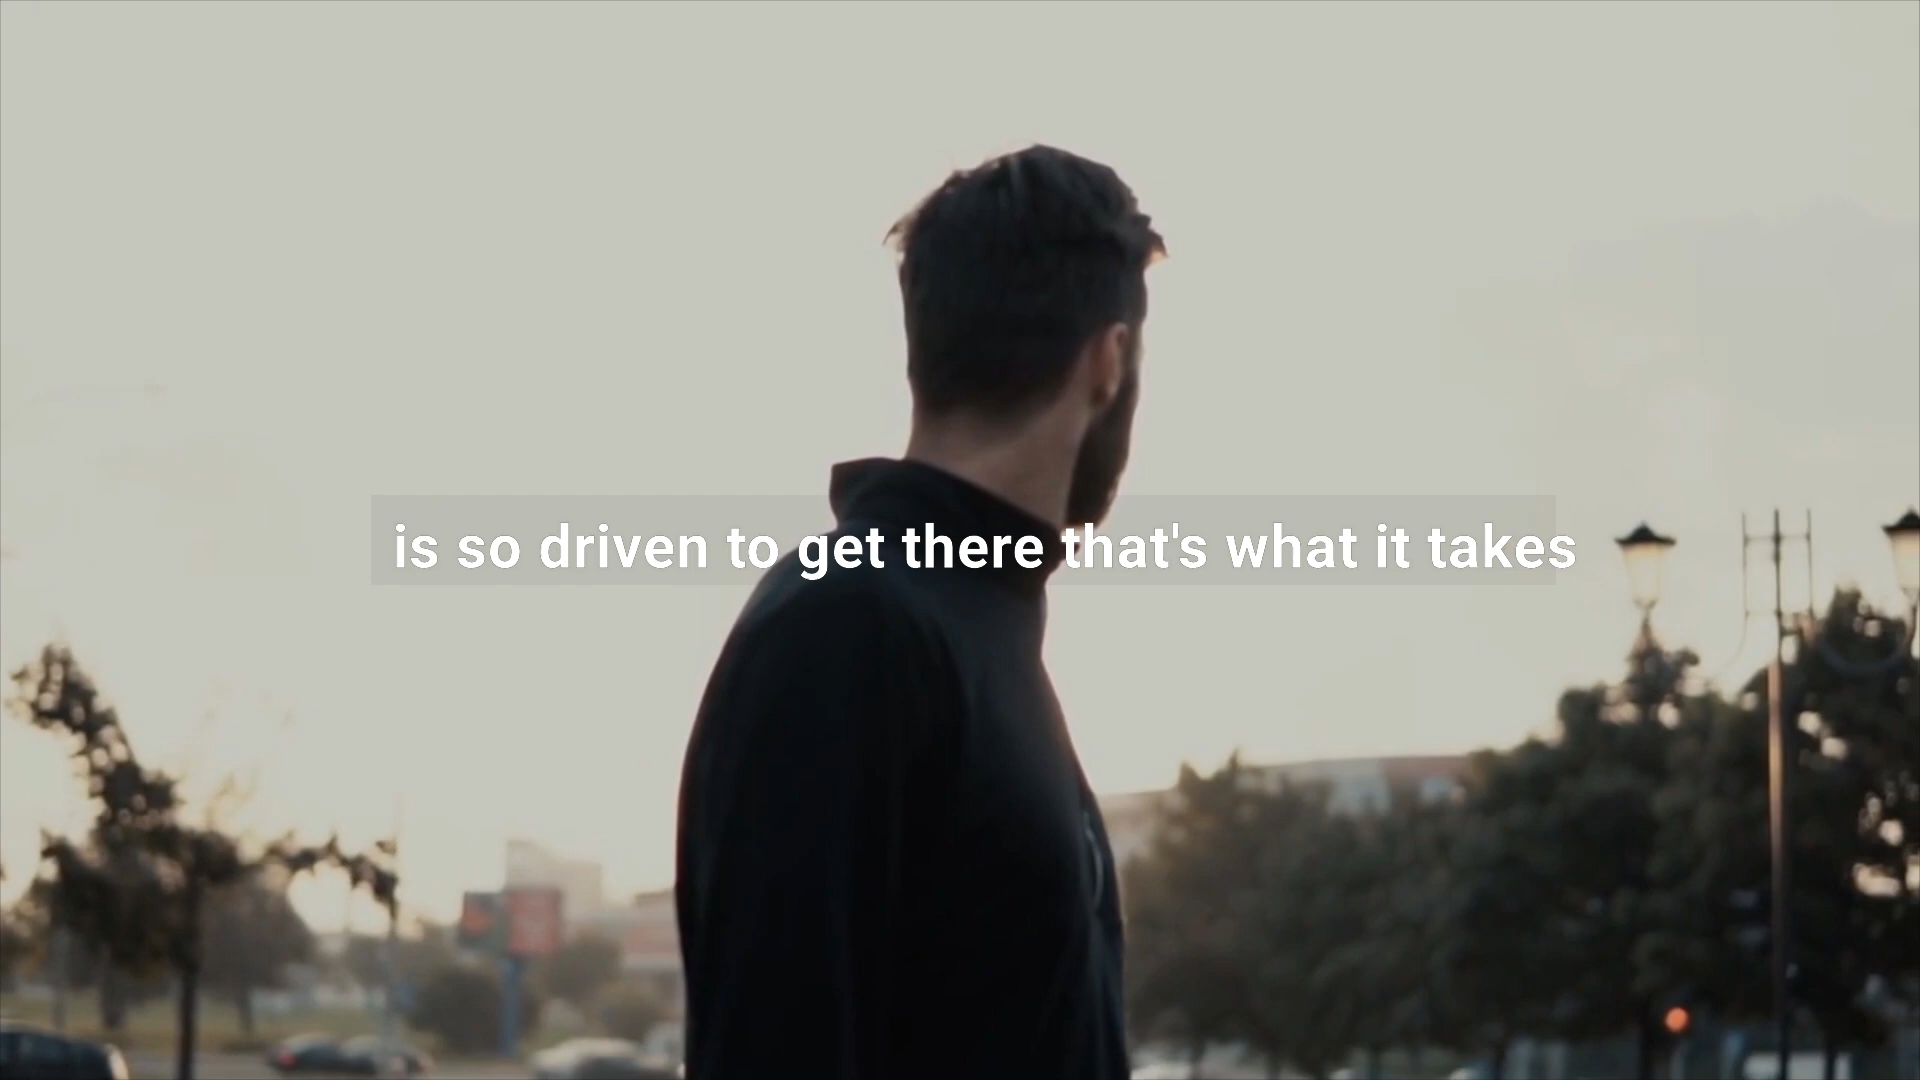 is so driven to get there that's what it takes